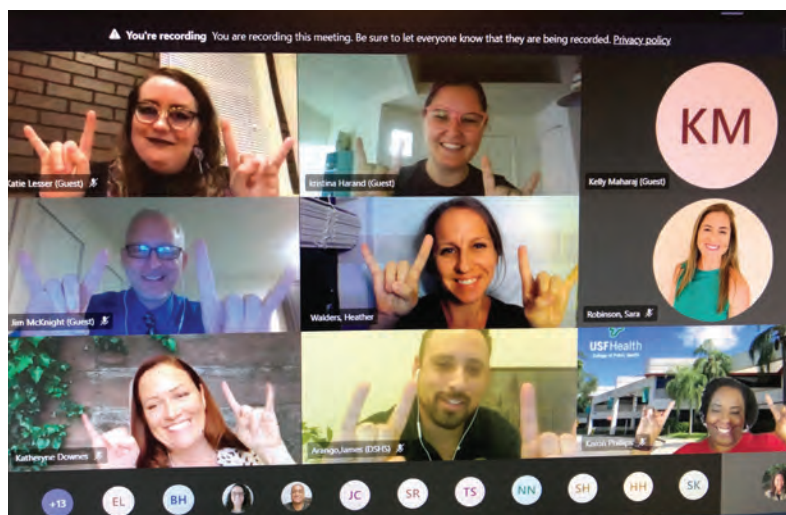 You're recording You are recording this meeting. Be sure to let everyone know that they are being recorded. Privacy policy
Katie Lesser (Guest)
kristina Harand (Guest)
KM
Kelly Maharaj (Guest)
Jim McKnight (Guest)
Walders, Heather
Robinson, Sara
Katheryne Downes
Arango,James (DSHS)
USFHealth
College of Public Health
Karon Phillips
+13
EL
BH
JC
SR
TS
NN
SH
HH
SK